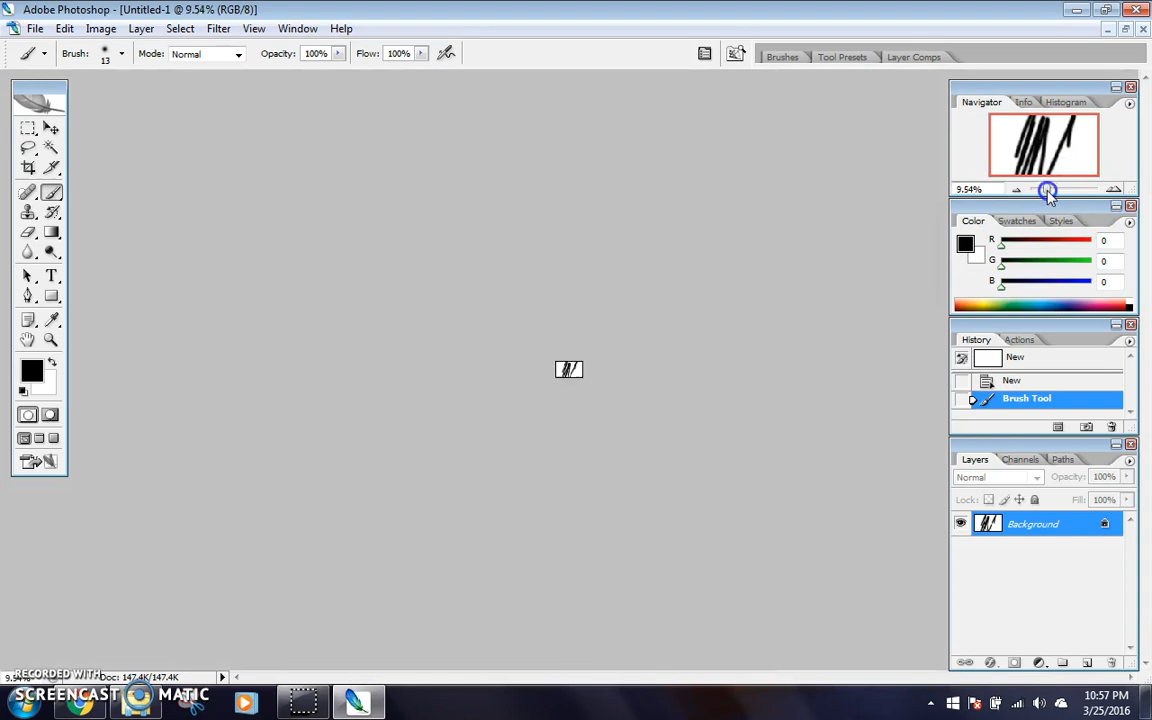 Adobe Photoshop - [Untitled-1 @ 9.54% (RGB/8)]
File Edit Image Layer Select Filter View Window Help
Brush: 13 Mode: Normal Opacity: 100% Flow: 100% Brushes Tool Presets Layer Comps
Navigator Info Histogram
9.54%
Color Swatches Styles
R 0
G 0
B 0
History Actions
New
New
Brush Tool
Layers Channels Paths
Normal Opacity: 100%
Lock: Fill: 100%
Background
9.54% Doc: 147.4K/147.4K
RECORDED WITH
SCREENCAST MATIC
10:57 PM
3/25/2016